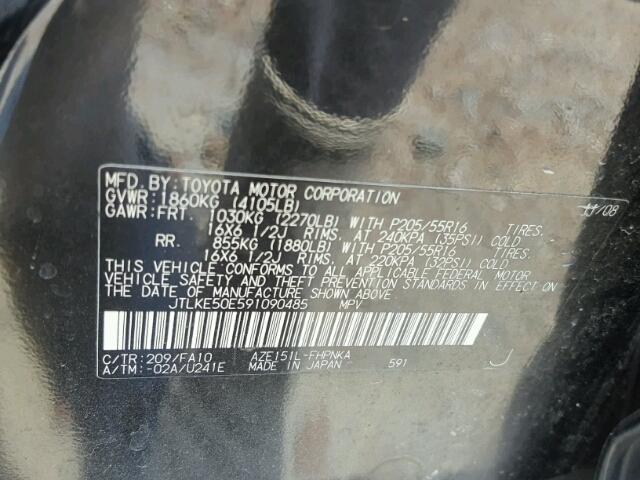 MFD. BY: TOYOTA MOTOR CORPORATION 11/08
GVWR: 1860KG (4105LB)
GAWR: FRT. 1030KG (2270LB) WITH P205/55R16 TIRES.
16X6 1/2J RIMS. AT 240KPA (35PSI) COLD
RR. 855KG (1880LB) WITH P205/55R16 TIRES.
16X6 1/2J RIMS. AT 220KPA (32PSI) COLD
THIS VEHICLE CONFORMS TO ALL APPLICABLE FEDERAL MOTOR
VEHICLE SAFETY AND THEFT PREVENTION STANDARDS IN EFFECT ON
THE DATE OF MANUFACTURE SHOWN ABOVE.
JTLKE50E591090485 MPV
C/TR: 209/FA10 AZE151L-FHPNKA
A/TM: -02A/U241E MADE IN JAPAN 591 J